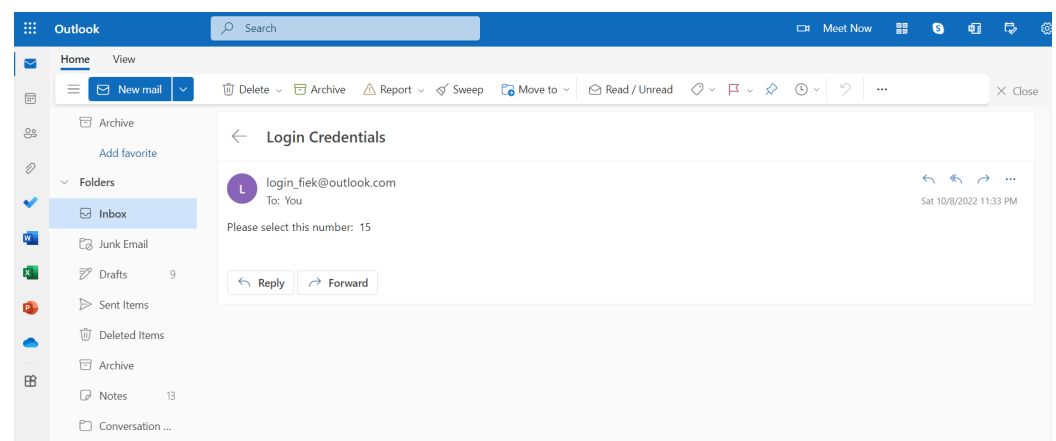 Outlook
Search
Meet Now
Home View
New mail
Delete
Archive
Report
Sweep
Move to
Read / Unread
Close
Archive
Add favorite
Folders
Inbox
Junk Email
Drafts 9
Sent Items
Deleted Items
Archive
Notes 13
Conversation ...
Login Credentials
L
login_fiek@outlook.com
To: You
Sat 10/8/2022 11:33 PM
Please select this number: 15
Reply
Forward